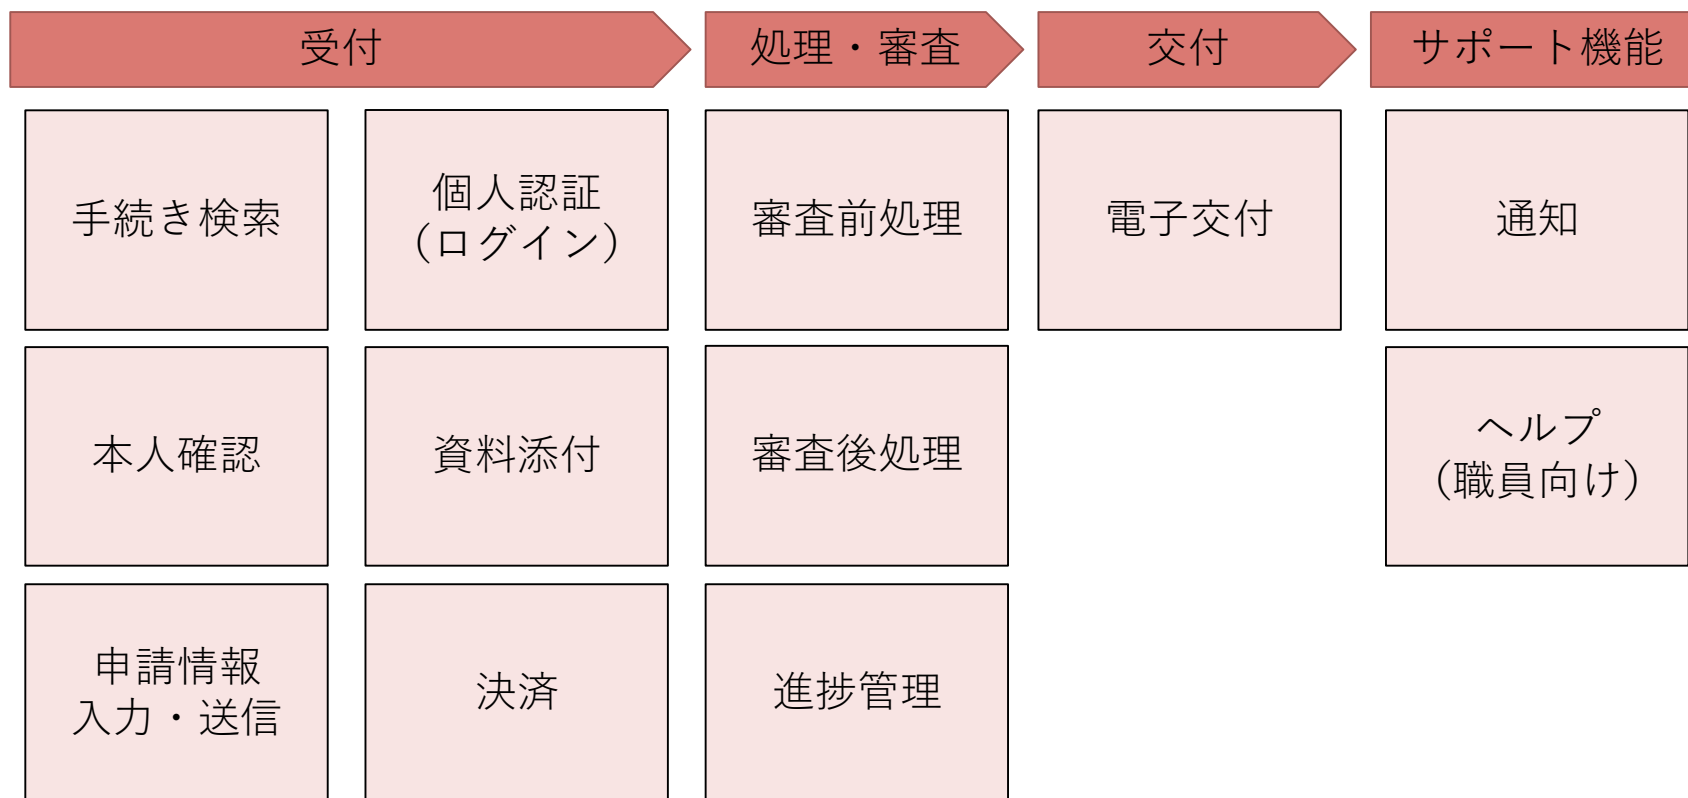 受付
処理・審査
交付
サポート機能
手続き検索
個人認証
（ログイン）
審査前処理
電子交付
通知
本人確認
資料添付
審査後処理
ヘルプ
（職員向け）
申請情報
入力・送信
決済
進捗管理